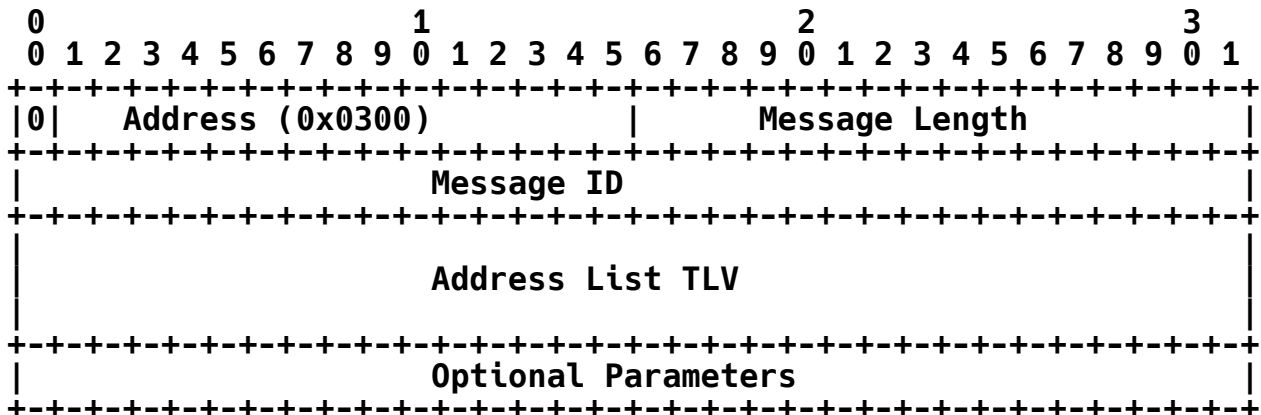 0                   1                   2                   3
 0 1 2 3 4 5 6 7 8 9 0 1 2 3 4 5 6 7 8 9 0 1 2 3 4 5 6 7 8 9 0 1
+-+-+-+-+-+-+-+-+-+-+-+-+-+-+-+-+-+-+-+-+-+-+-+-+-+-+-+-+-+-+-+-+
|0|   Address (0x0300)          |      Message Length           |
+-+-+-+-+-+-+-+-+-+-+-+-+-+-+-+-+-+-+-+-+-+-+-+-+-+-+-+-+-+-+-+-+
|                     Message ID                                |
+-+-+-+-+-+-+-+-+-+-+-+-+-+-+-+-+-+-+-+-+-+-+-+-+-+-+-+-+-+-+-+-+
|                                                               |
|                     Address List TLV                          |
|                                                               |
+-+-+-+-+-+-+-+-+-+-+-+-+-+-+-+-+-+-+-+-+-+-+-+-+-+-+-+-+-+-+-+-+
|                     Optional Parameters                       |
+-+-+-+-+-+-+-+-+-+-+-+-+-+-+-+-+-+-+-+-+-+-+-+-+-+-+-+-+-+-+-+-+